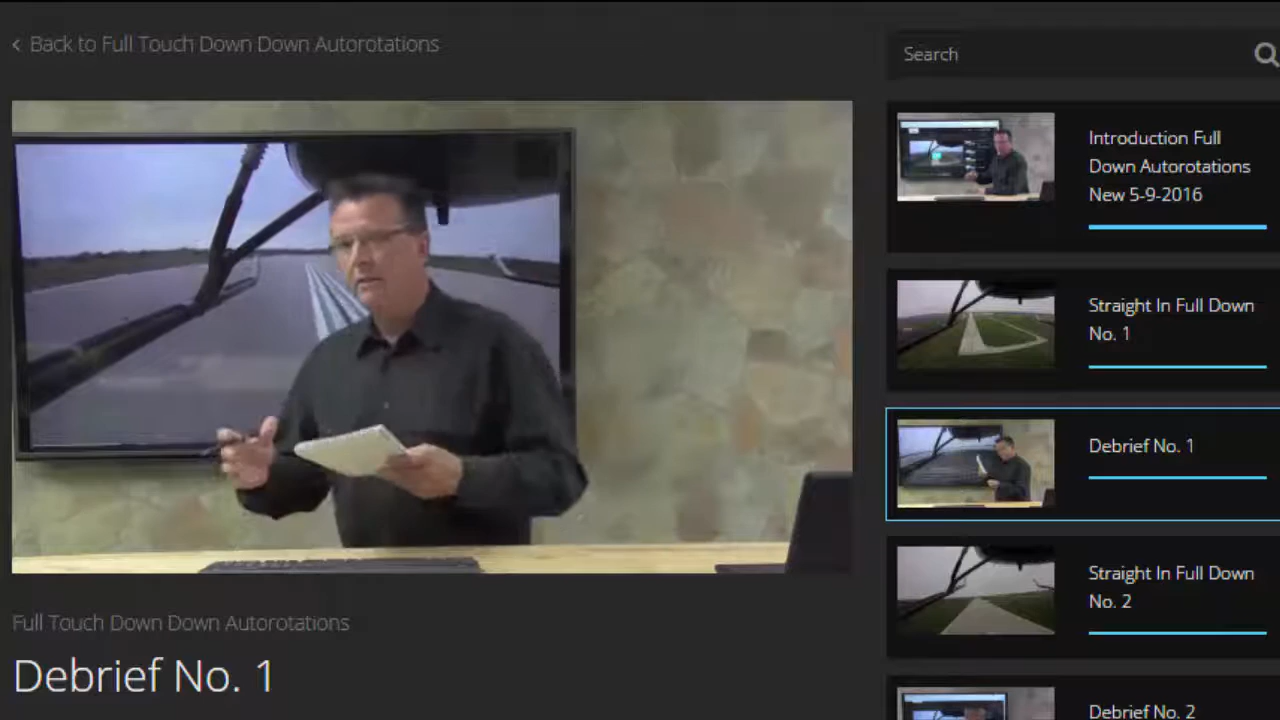 Back to Full Touch Down Down Autorotations
Search
Introduction Full
Down Autorotations
New 5-9-2016
Straight In Full Down
No. 1
Debrief No. 1
Straight In Full Down
No. 2
Debrief No. 2
Full Touch Down Down Autorotations
Debrief No. 1